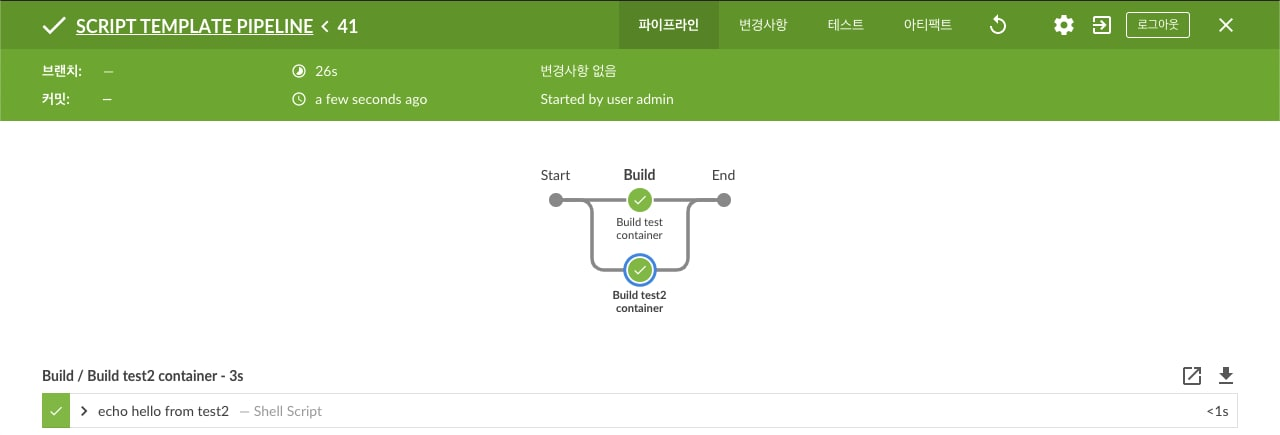 SCRIPT TEMPLATE PIPELINE < 41 파이프라인 변경사항 테스트 아티팩트 로그아웃
브랜치: — 26s 변경사항 없음
커밋: — a few seconds ago Started by user admin
Start Build End
Build test
container
Build test2
container
Build / Build test2 container - 3s
echo hello from test2 — Shell Script <1s